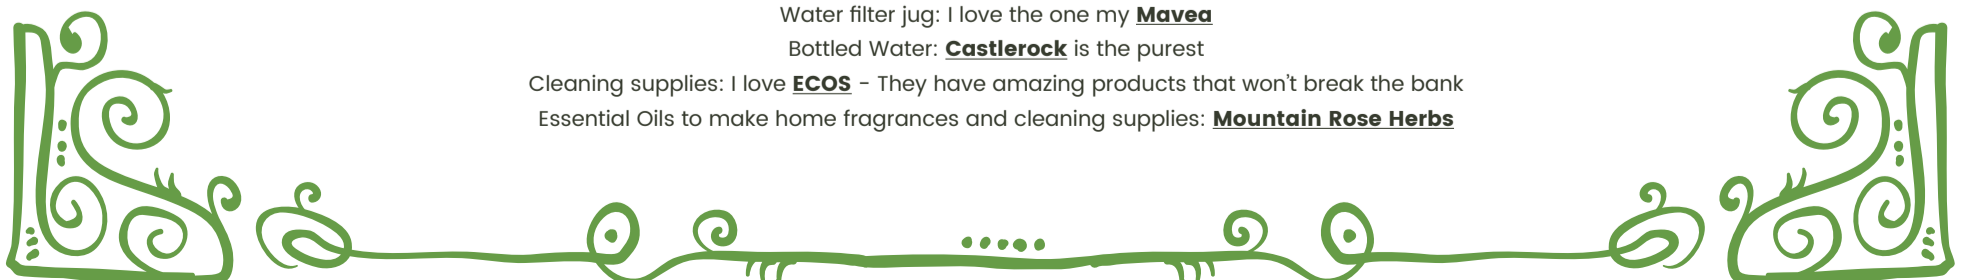 Water filter jug: I love the one my Mavea
Bottled Water: Castlerock is the purest
Cleaning supplies: I love ECOS - They have amazing products that won't break the bank
Essential Oils to make home fragrances and cleaning supplies: Mountain Rose Herbs